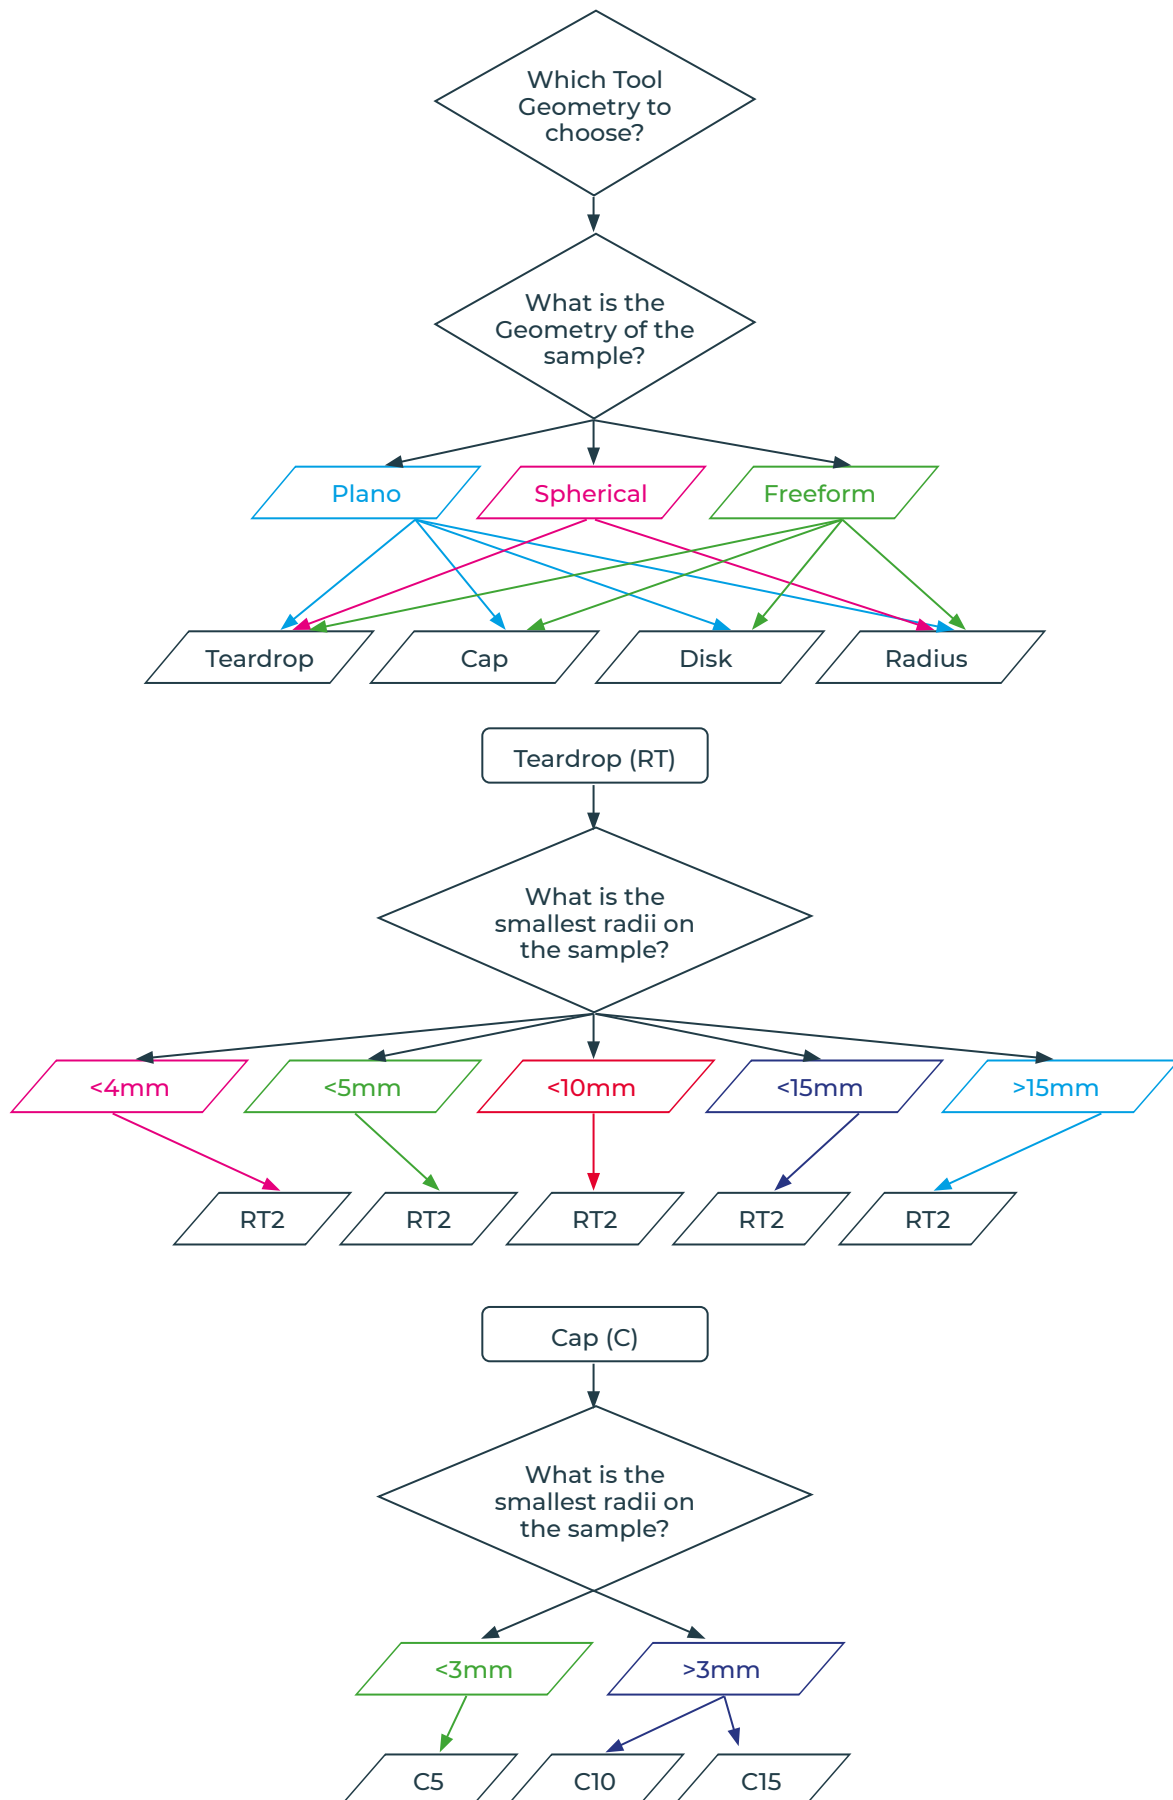 Which Tool
Geometry to
choose?
What is the
Geometry of the
sample?
Plano
Spherical
Freeform
Teardrop
Cap
Disk
Radius
Teardrop (RT)
What is the
smallest radii on
the sample?
<4mm
<5mm
<10mm
<15mm
>15mm
RT2
RT2
RT2
RT2
RT2
Cap (C)
What is the
smallest radii on
the sample?
<3mm
>3mm
C5
C10
C15